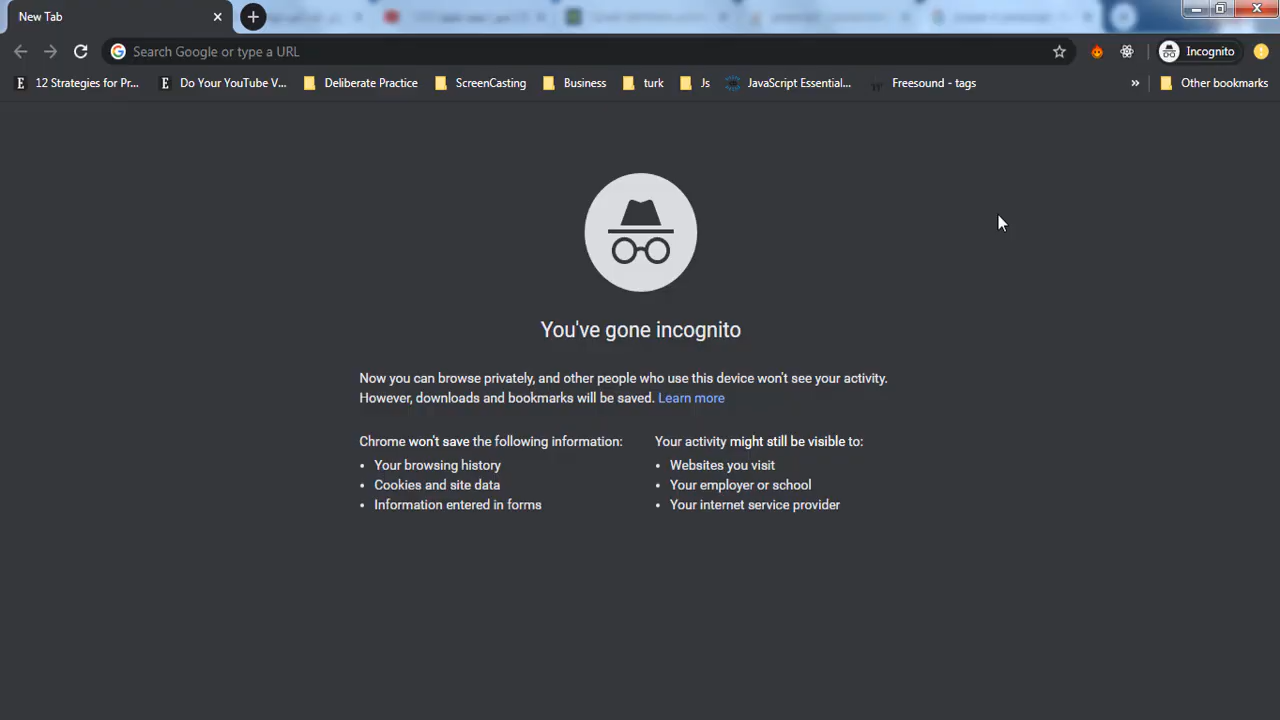 New Tab
Search Google or type a URL
Incognito
12 Strategies for Pr...
Do Your YouTube V...
Deliberate Practice
ScreenCasting
Business
turk
Js
JavaScript Essential...
Freesound - tags
»
Other bookmarks
You've gone incognito
Now you can browse privately, and other people who use this device won't see your activity.
However, downloads and bookmarks will be saved. Learn more
Chrome won't save the following information:
• Your browsing history
• Cookies and site data
• Information entered in forms
Your activity might still be visible to:
• Websites you visit
• Your employer or school
• Your internet service provider